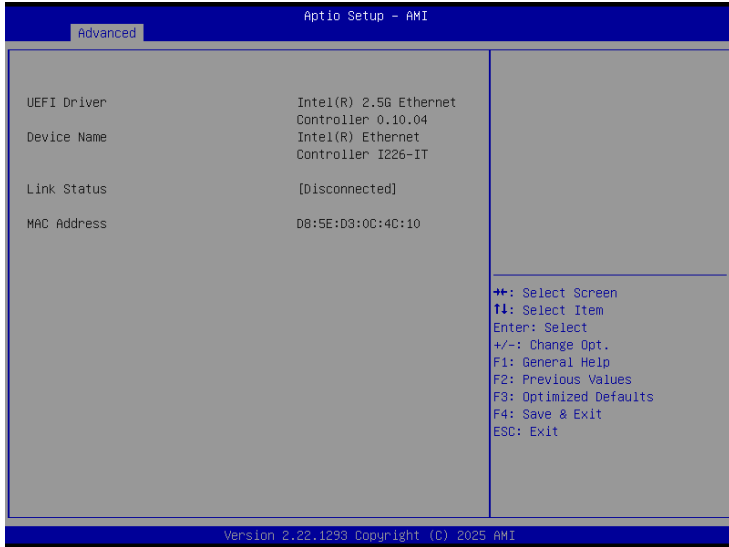 Aptio Setup - AMI
Advanced
UEFI Driver Intel(R) 2.5G Ethernet
Controller 0.10.04
Device Name Intel(R) Ethernet
Controller I226-IT
Link Status [Disconnected]
MAC Address D8:5E:D3:0C:4C:10
→←: Select Screen
↑↓: Select Item
Enter: Select
+/-: Change Opt.
F1: General Help
F2: Previous Values
F3: Optimized Defaults
F4: Save & Exit
ESC: Exit
Version 2.22.1293 Copyright (C) 2025 AMI